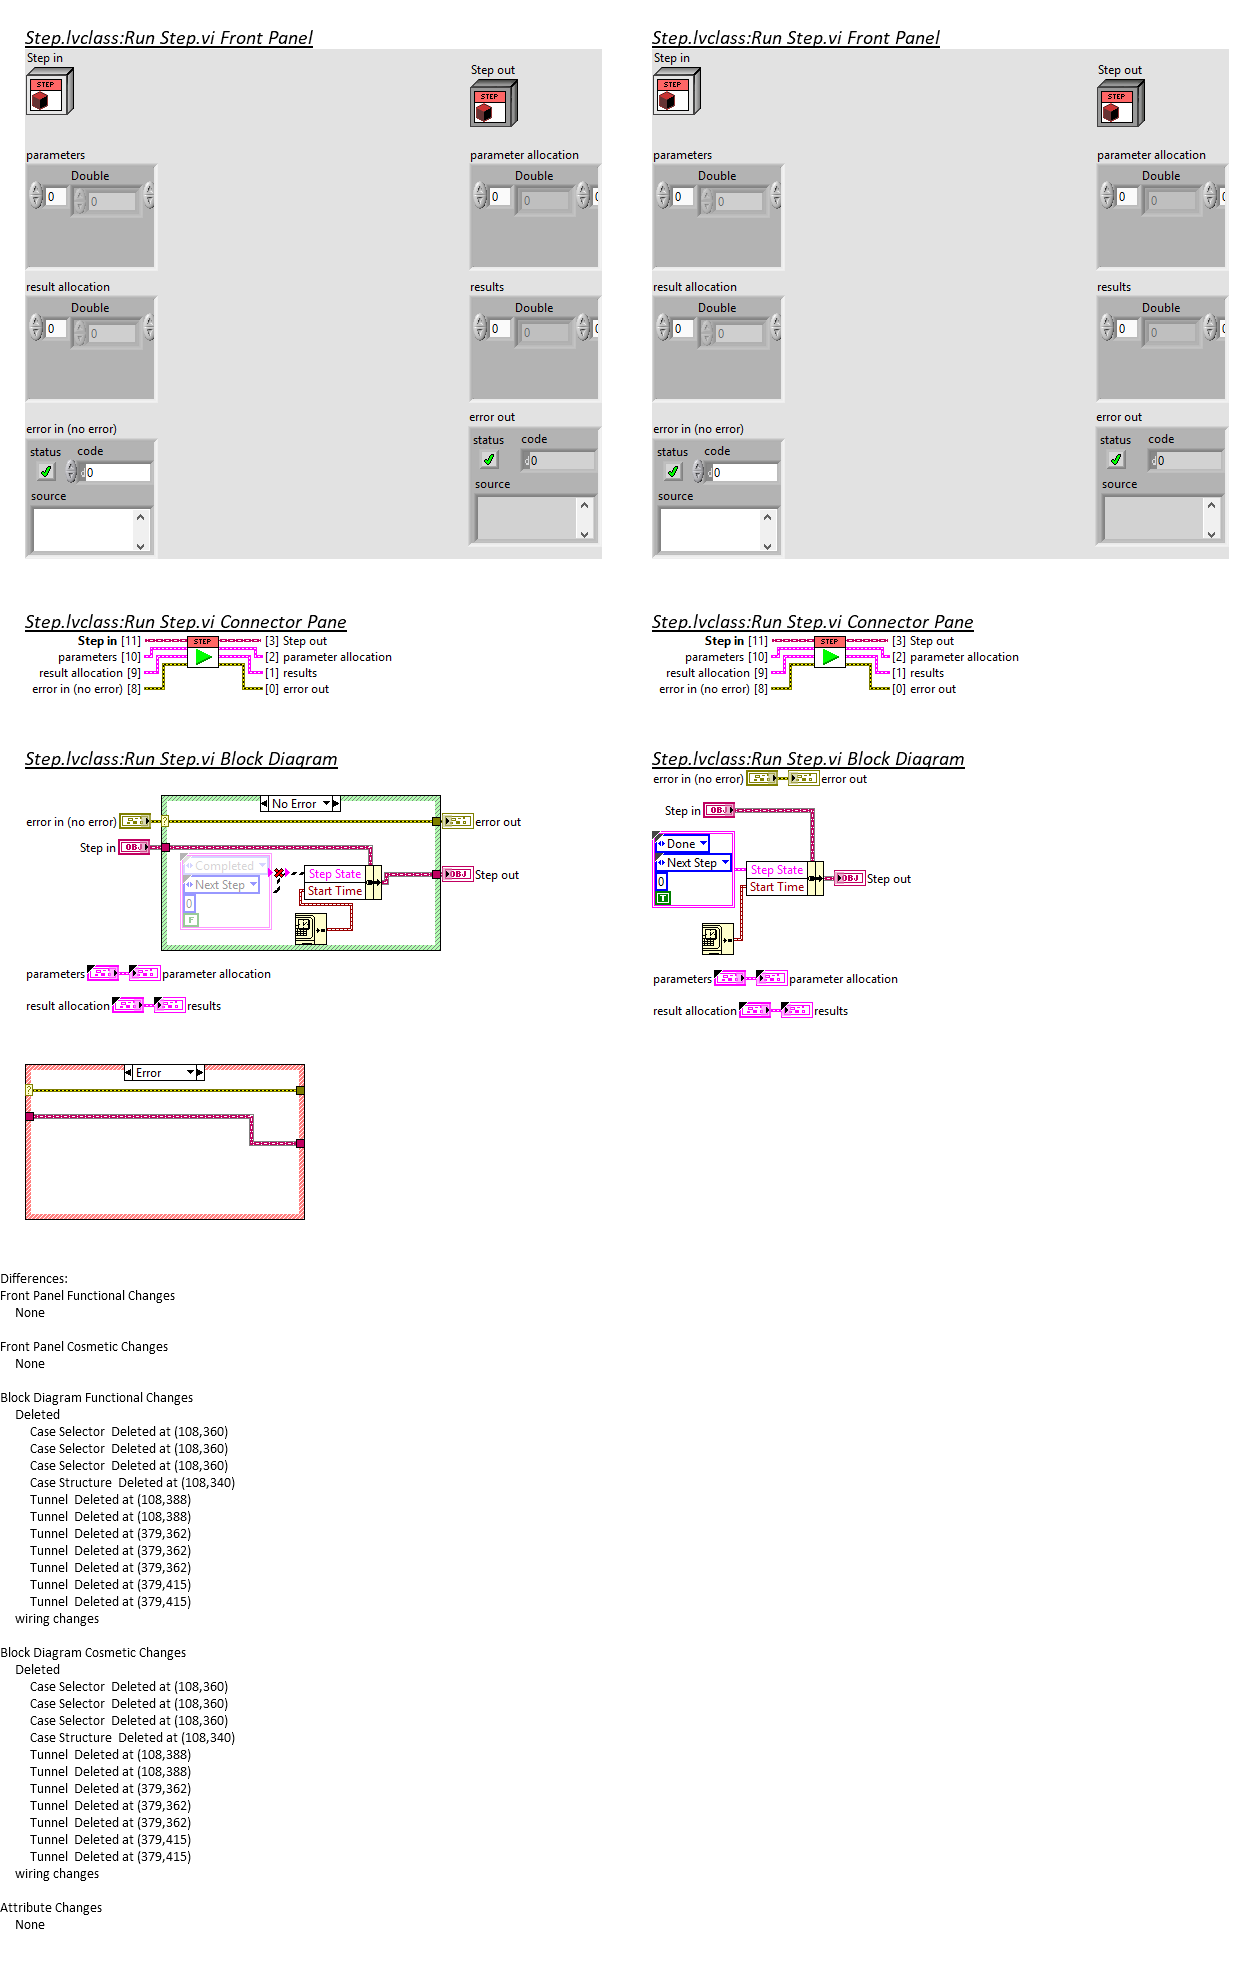 Step.lvclass:Run Step.vi Front Panel
Step in
STEP
Step out
STEP
parameters
Double
0
0
parameter allocation
Double
0
0
result allocation
Double
0
0
results
Double
0
0
error in (no error)
status
code
d0
source
error out
status
code
d0
source
Step.lvclass:Run Step.vi Front Panel
Step in
STEP
Step out
STEP
parameters
Double
0
0
parameter allocation
Double
0
0
result allocation
Double
0
0
results
Double
0
0
error in (no error)
status
code
d0
source
error out
status
code
d0
source
Step.lvclass:Run Step.vi Connector Pane
Step in [11] STEP [3] Step out
parameters [10] [2] parameter allocation
result allocation [9] [1] results
error in (no error) [8] [0] error out
Step.lvclass:Run Step.vi Connector Pane
Step in [11] STEP [3] Step out
parameters [10] [2] parameter allocation
result allocation [9] [1] results
error in (no error) [8] [0] error out
Step.lvclass:Run Step.vi Block Diagram
No Error
error in (no error) ? error out
Step in OBJ
Completed
Next Step
0
F
Step State
Start Time
OBJ Step out
parameters parameter allocation
result allocation results
Error
?
Step.lvclass:Run Step.vi Block Diagram
error in (no error) error out
Step in OBJ
Done
Next Step
0
T
Step State
Start Time
OBJ Step out
parameters parameter allocation
result allocation results
Differences:
Front Panel Functional Changes
None
Front Panel Cosmetic Changes
None
Block Diagram Functional Changes
Deleted
Case Selector Deleted at (108,360)
Case Selector Deleted at (108,360)
Case Selector Deleted at (108,360)
Case Structure Deleted at (108,340)
Tunnel Deleted at (108,388)
Tunnel Deleted at (108,388)
Tunnel Deleted at (379,362)
Tunnel Deleted at (379,362)
Tunnel Deleted at (379,362)
Tunnel Deleted at (379,415)
Tunnel Deleted at (379,415)
wiring changes
Block Diagram Cosmetic Changes
Deleted
Case Selector Deleted at (108,360)
Case Selector Deleted at (108,360)
Case Selector Deleted at (108,360)
Case Structure Deleted at (108,340)
Tunnel Deleted at (108,388)
Tunnel Deleted at (108,388)
Tunnel Deleted at (379,362)
Tunnel Deleted at (379,362)
Tunnel Deleted at (379,362)
Tunnel Deleted at (379,415)
Tunnel Deleted at (379,415)
wiring changes
Attribute Changes
None